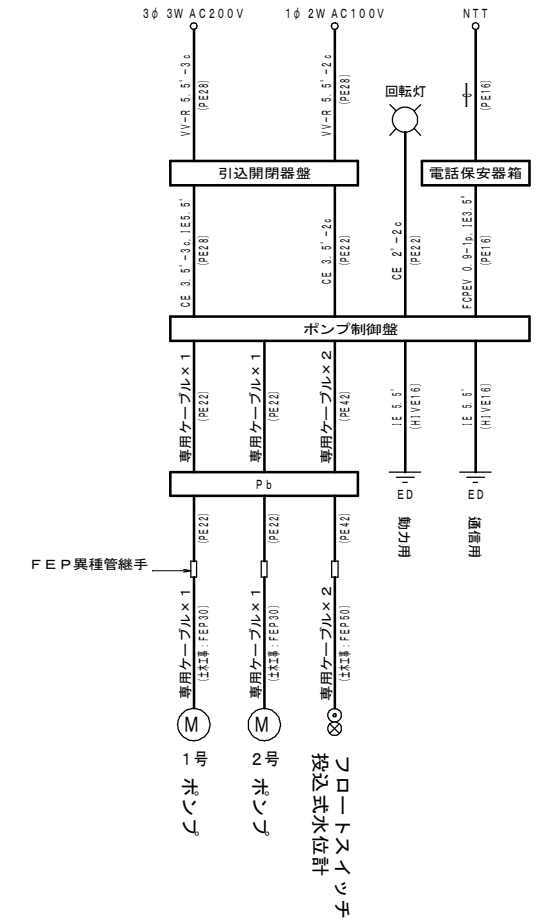 3φ 3W AC200V
1φ 2W AC100V
NTT
VV-R 5.5゜-3c
(PE28)
VV-R 5.5゜-2c
(PE28)
回転灯
C
(PE16)
引込開閉器盤
電話保安器箱
CE 3.5゜-3c,IE5.5゜
(PE28)
CE 3.5゜-2c
(PE22)
CE 2゜-2c
(PE22)
FCPEV 0.9-1p,IE3.5゜
(PE16)
ポンプ制御盤
専用ケーブル×1
(PE22)
専用ケーブル×1
(PE22)
専用ケーブル×2
(PE42)
IE 5.5゜
(HIVE16)
IE 5.5゜
(HIVE16)
Pb
ED
ED
動力用
通信用
(PE22)
(PE22)
(PE42)
FEP異種管継手
専用ケーブル×1
(土木工事:FEP30)
専用ケーブル×1
(土木工事:FEP30)
専用ケーブル×2
(土木工事:FEP50)
M
M
1号
ポンプ
2号
ポンプ
フロートスイッチ
投込式水位計